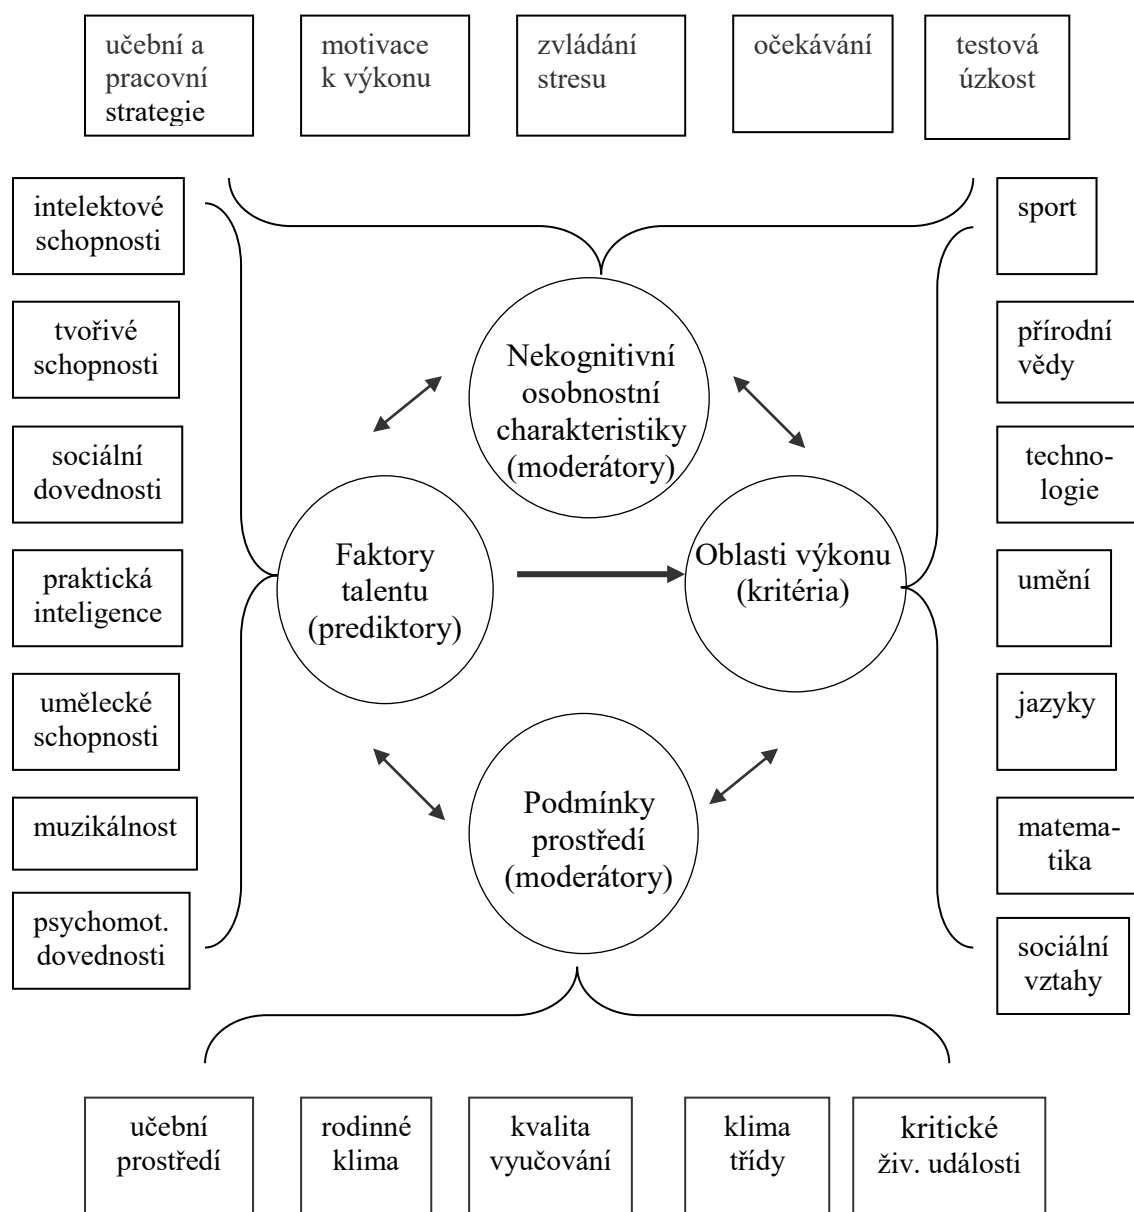 učební a
pracovní
strategie
motivace
k výkonu
zvládání
stresu
očekávání
testová
úzkost
intelektové
schopnosti
tvořivé
schopnosti
sociální
dovednosti
praktická
inteligence
umělecké
schopnosti
muzikálnost
psychomot.
dovednosti
Nekognitivní
osobnostní
charakteristiky
(moderátory)
Faktory
talentu
(prediktory)
Oblasti výkonu
(kritéria)
Podmínky
prostředí
(moderátory)
sport
přírodní
vědy
techno-
logie
umění
jazyky
matema-
tika
sociální
vztahy
učební
prostředí
rodinné
klima
kvalita
vyučování
klima
třídy
kritické
živ. události